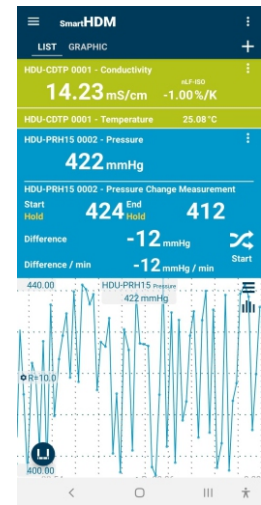 SmartHDM
LIST GRAPHIC
HDU-CDTP 0001 - Conductivity
14.23 mS/cm
nLF-ISO
-1.00%/K
HDU-CDTP 0001 - Temperature 25.08°C
HDU-PRH15 0002 - Pressure
422 mmHg
HDU-PRH15 0002 - Pressure Change Measurement
Start Hold 424 End Hold 412
Difference -12 mmHg
Start
Difference / min -12 mmHg / min
440.00 HDU-PRH15 Pressure
422 mmHg
R=10.0
400.00